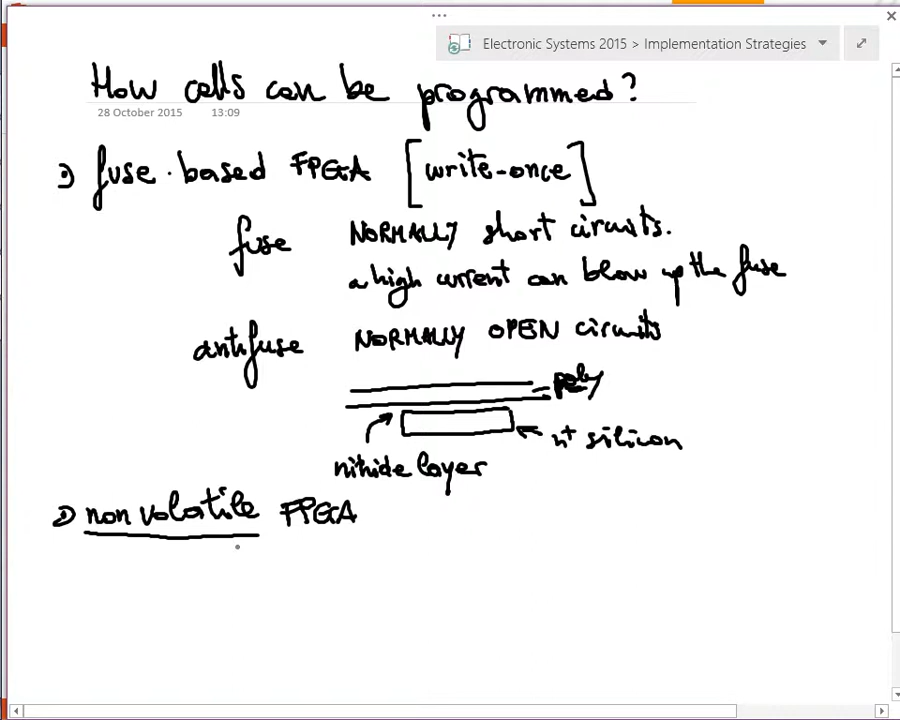 Electronic Systems 2015 > Implementation Strategies
How cells can be programmed?
28 October 2015 13:09
1) fuse-based FPGA [write-once]
fuse NORMALLY short circuits.
a high current can blow up the fuse
antifuse NORMALLY OPEN circuits
poly
n+ silicon
nitride layer
2) non volatile FPGA